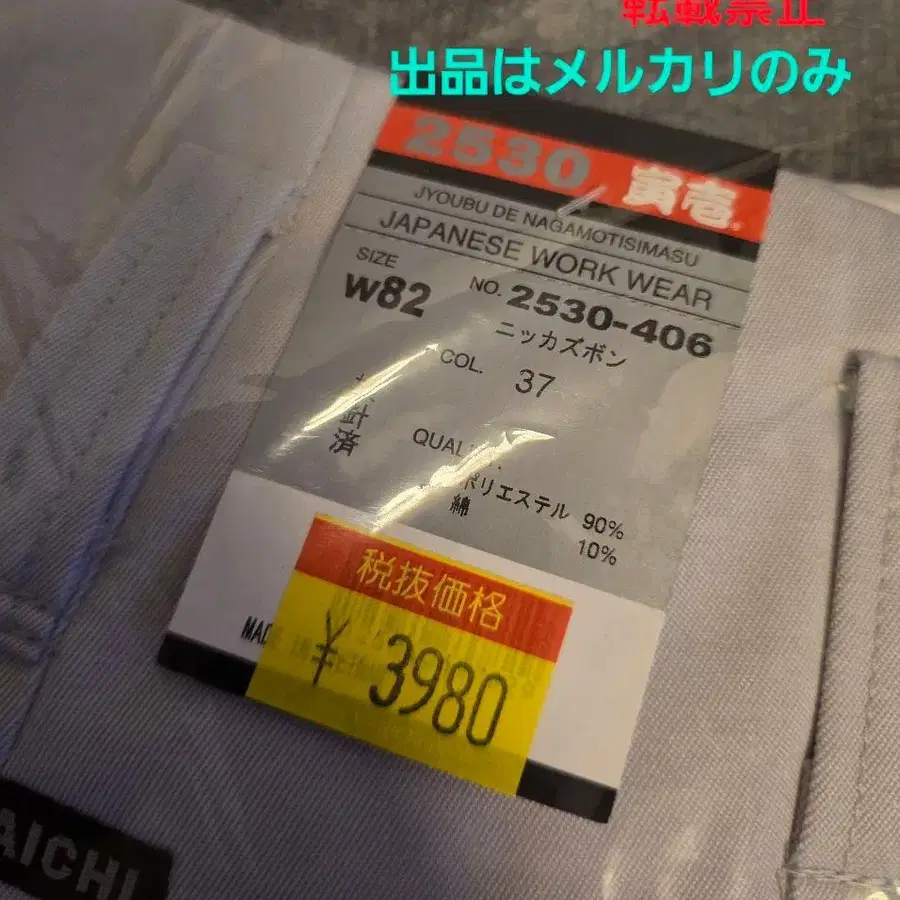 転載禁止
出品はメルカリのみ
2530 寅壱®
JYOUBU DE NAGAMOTISIMASU
JAPANESE WORK WEAR
SIZE
W82
NO. 2530-406
ニッカズボン
COL. 37
針
済
ポリエステル 90%
綿 10%
税抜価格
¥ 3980
AICHI